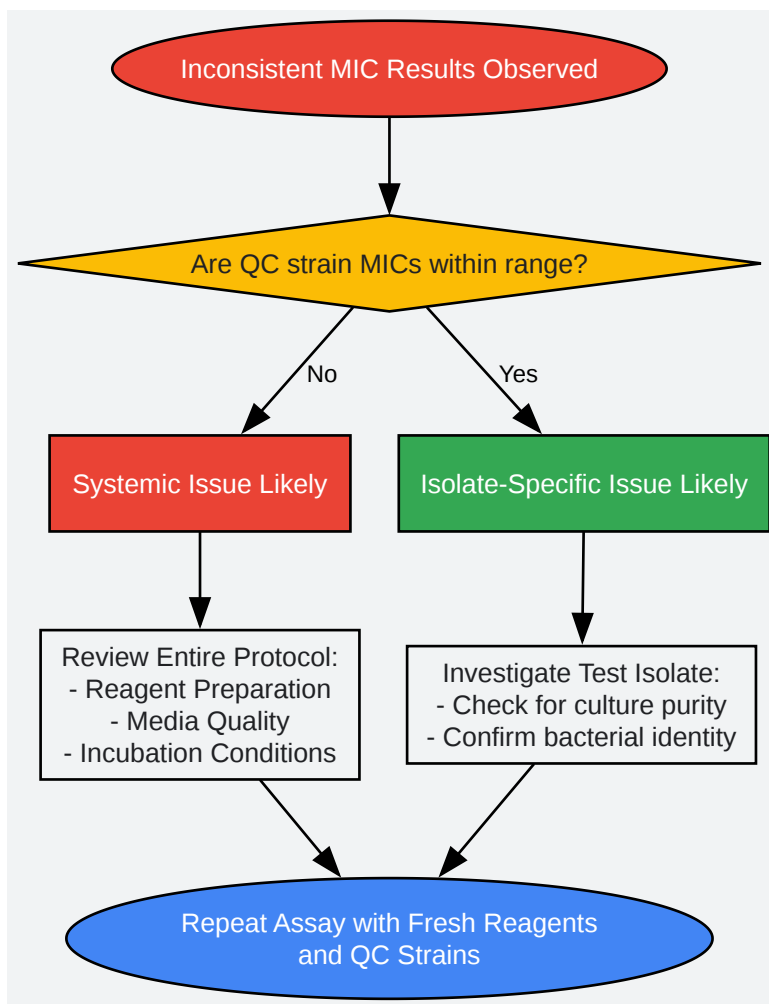 Inconsistent MIC Results Observed
Are QC strain MICs within range?
No
Yes
Systemic Issue Likely
Isolate-Specific Issue Likely
Review Entire Protocol:
- Reagent Preparation
- Media Quality
- Incubation Conditions
Investigate Test Isolate:
- Check for culture purity
- Confirm bacterial identity
Repeat Assay with Fresh Reagents
and QC Strains